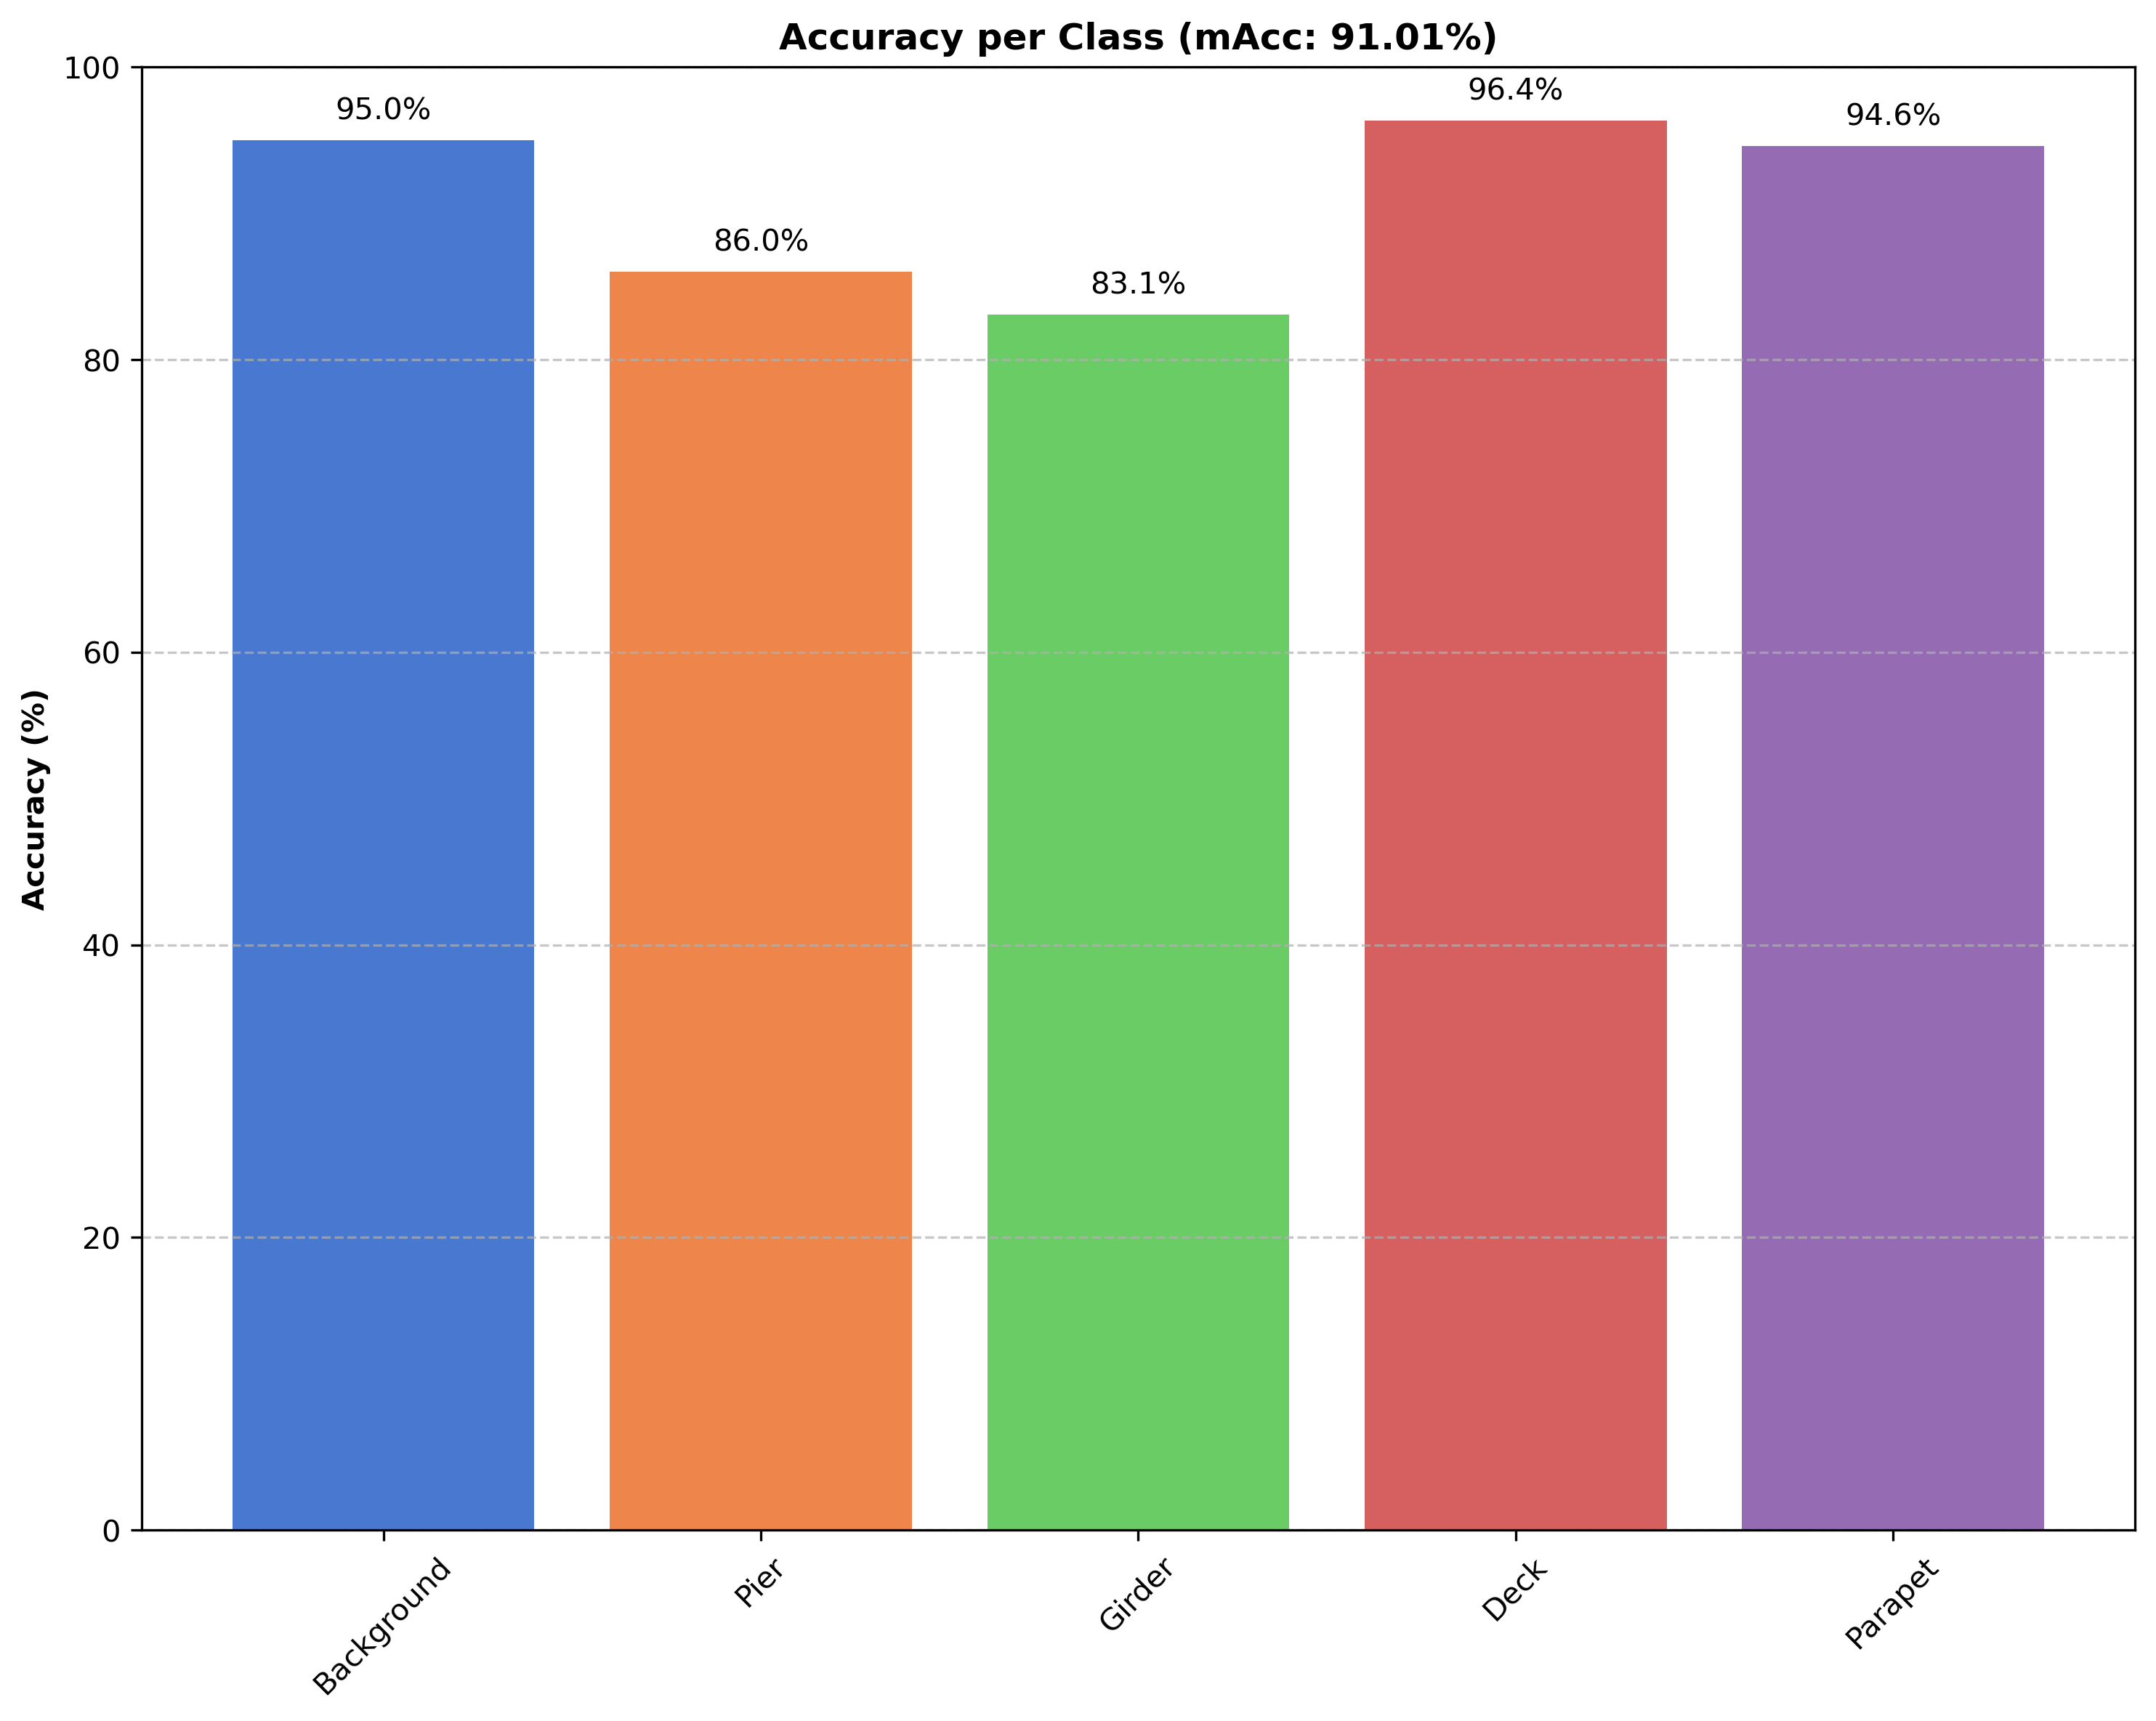 Accuracy per Class (mAcc: 91.01%)
Accuracy (%)
100
80
60
40
20
0
95.0%
86.0%
83.1%
96.4%
94.6%
Background
Pier
Girder
Deck
Parapet